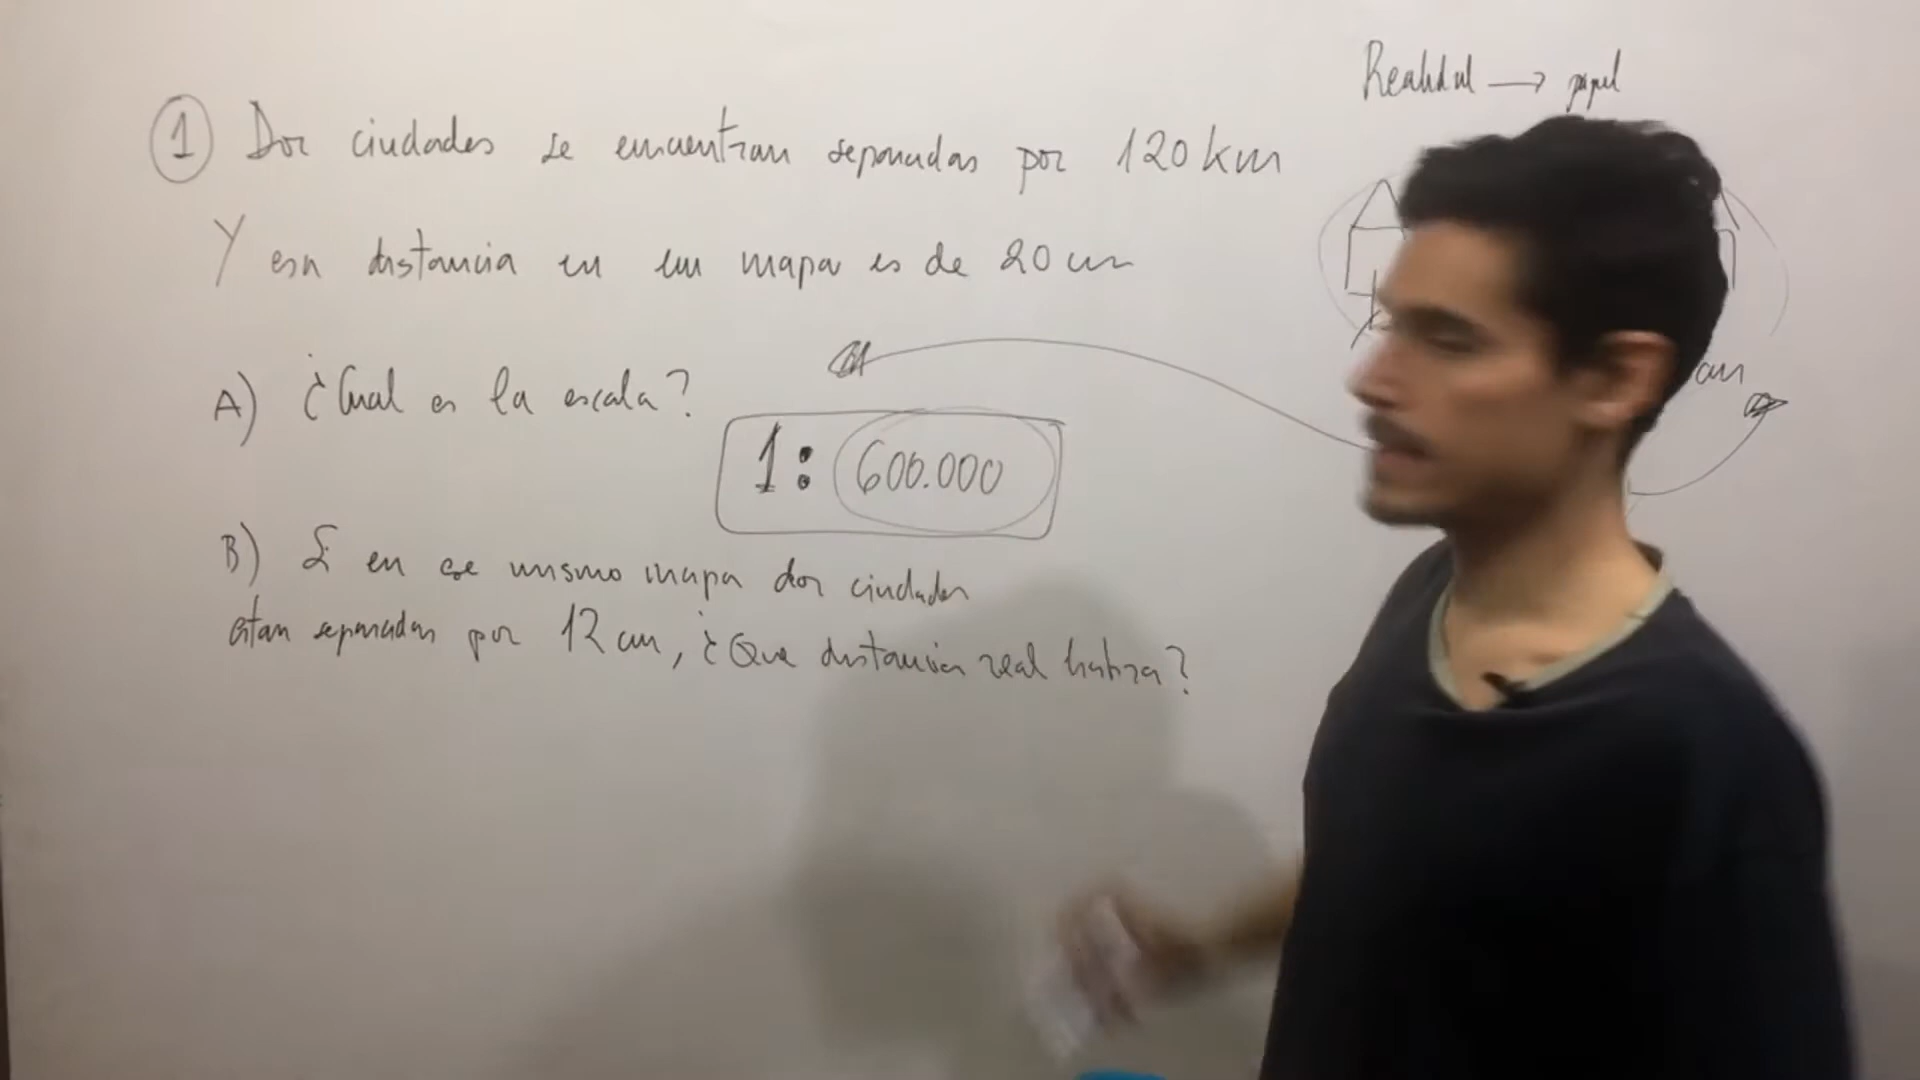 Realidad → papel
① Dos ciudades se encuentran separadas por 120 km
Y esa distancia en un mapa es de 20 cm
A) ¿Cual es la escala?
1:600.000
B) Si en ese mismo mapa dos ciudades
estan separadas por 12 cm, ¿Que distancia real habra?
cm